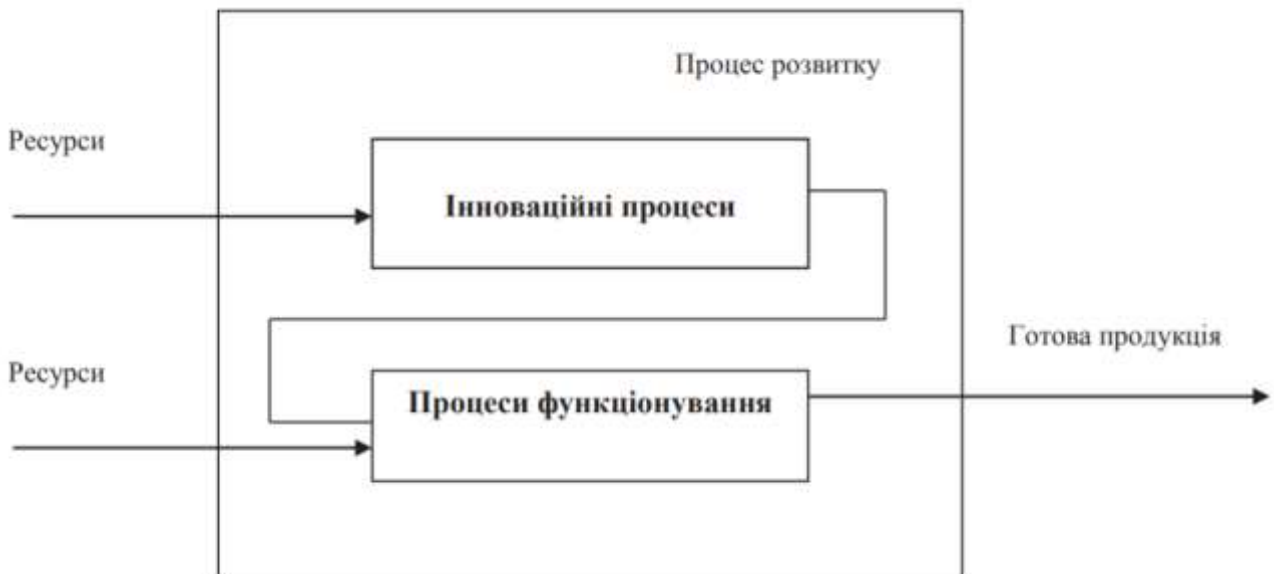 Процес розвитку
Ресурси
Інноваційні процеси
Готова продукція
Ресурси
Процеси функціонування